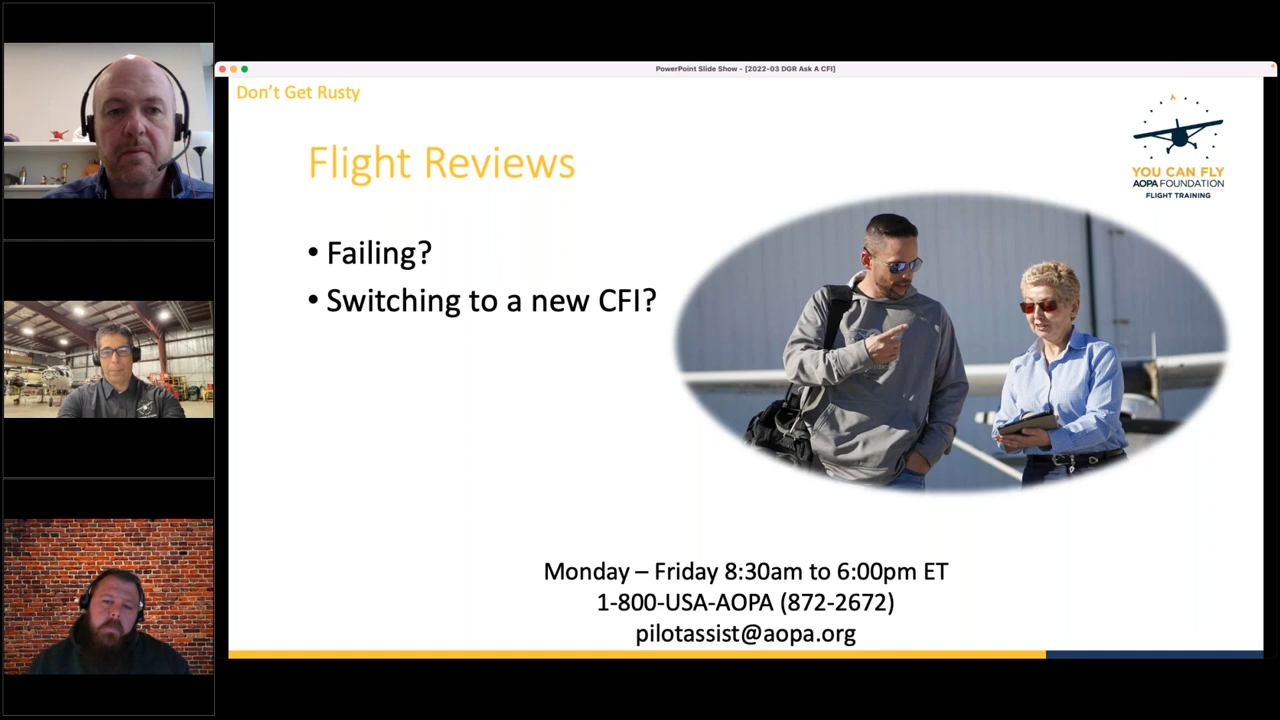 PowerPoint Slide Show - [2022-03 DGR Ask A CFI]
Don't Get Rusty
YOU CAN FLY
AOPA FOUNDATION
FLIGHT TRAINING
Flight Reviews
• Failing?
• Switching to a new CFI?
Monday – Friday 8:30am to 6:00pm ET
1-800-USA-AOPA (872-2672)
pilotassist@aopa.org